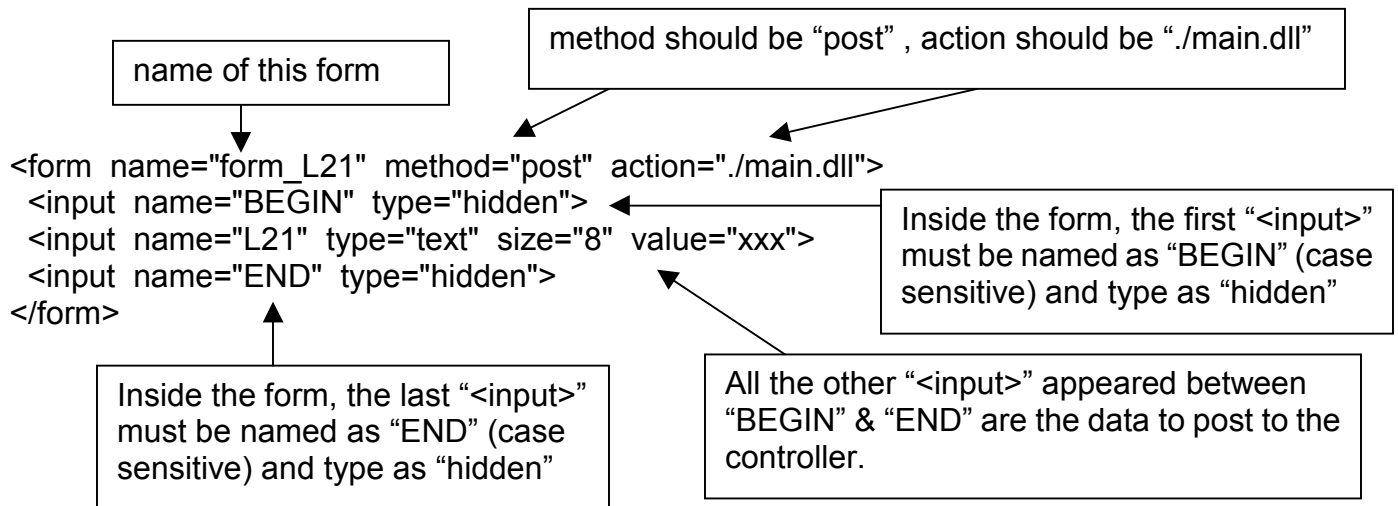 method should be “post” , action should be “./main.dll”
name of this form
<form name="form_L21" method="post" action="./main.dll">
<input name="BEGIN" type="hidden">
<input name="L21" type="text" size="8" value="xxx">
<input name="END" type="hidden">
</form>
Inside the form, the first “<input>”
must be named as “BEGIN” (case
sensitive) and type as “hidden”
Inside the form, the last “<input>”
must be named as “END” (case
sensitive) and type as “hidden”
All the other “<input>” appeared between
“BEGIN” & “END” are the data to post to the
controller.